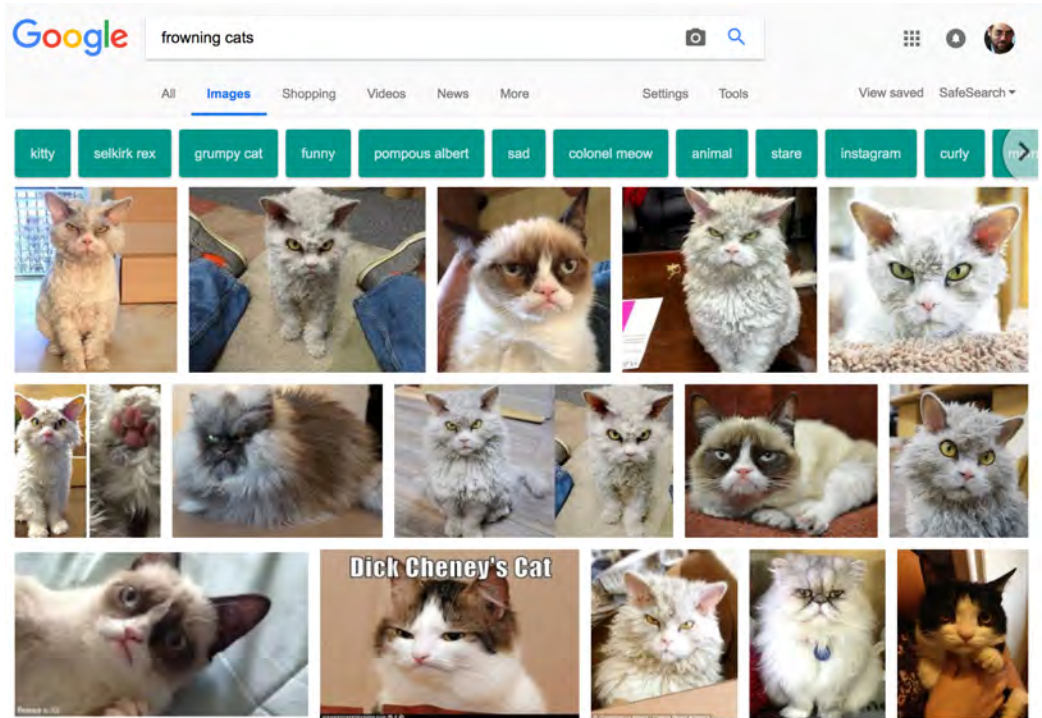 Google
frowning cats
All Images Shopping Videos News More Settings Tools View saved SafeSearch
kitty selkirk rex grumpy cat funny pompous albert sad colonel meow animal stare instagram curly
Dick Cheney's Cat